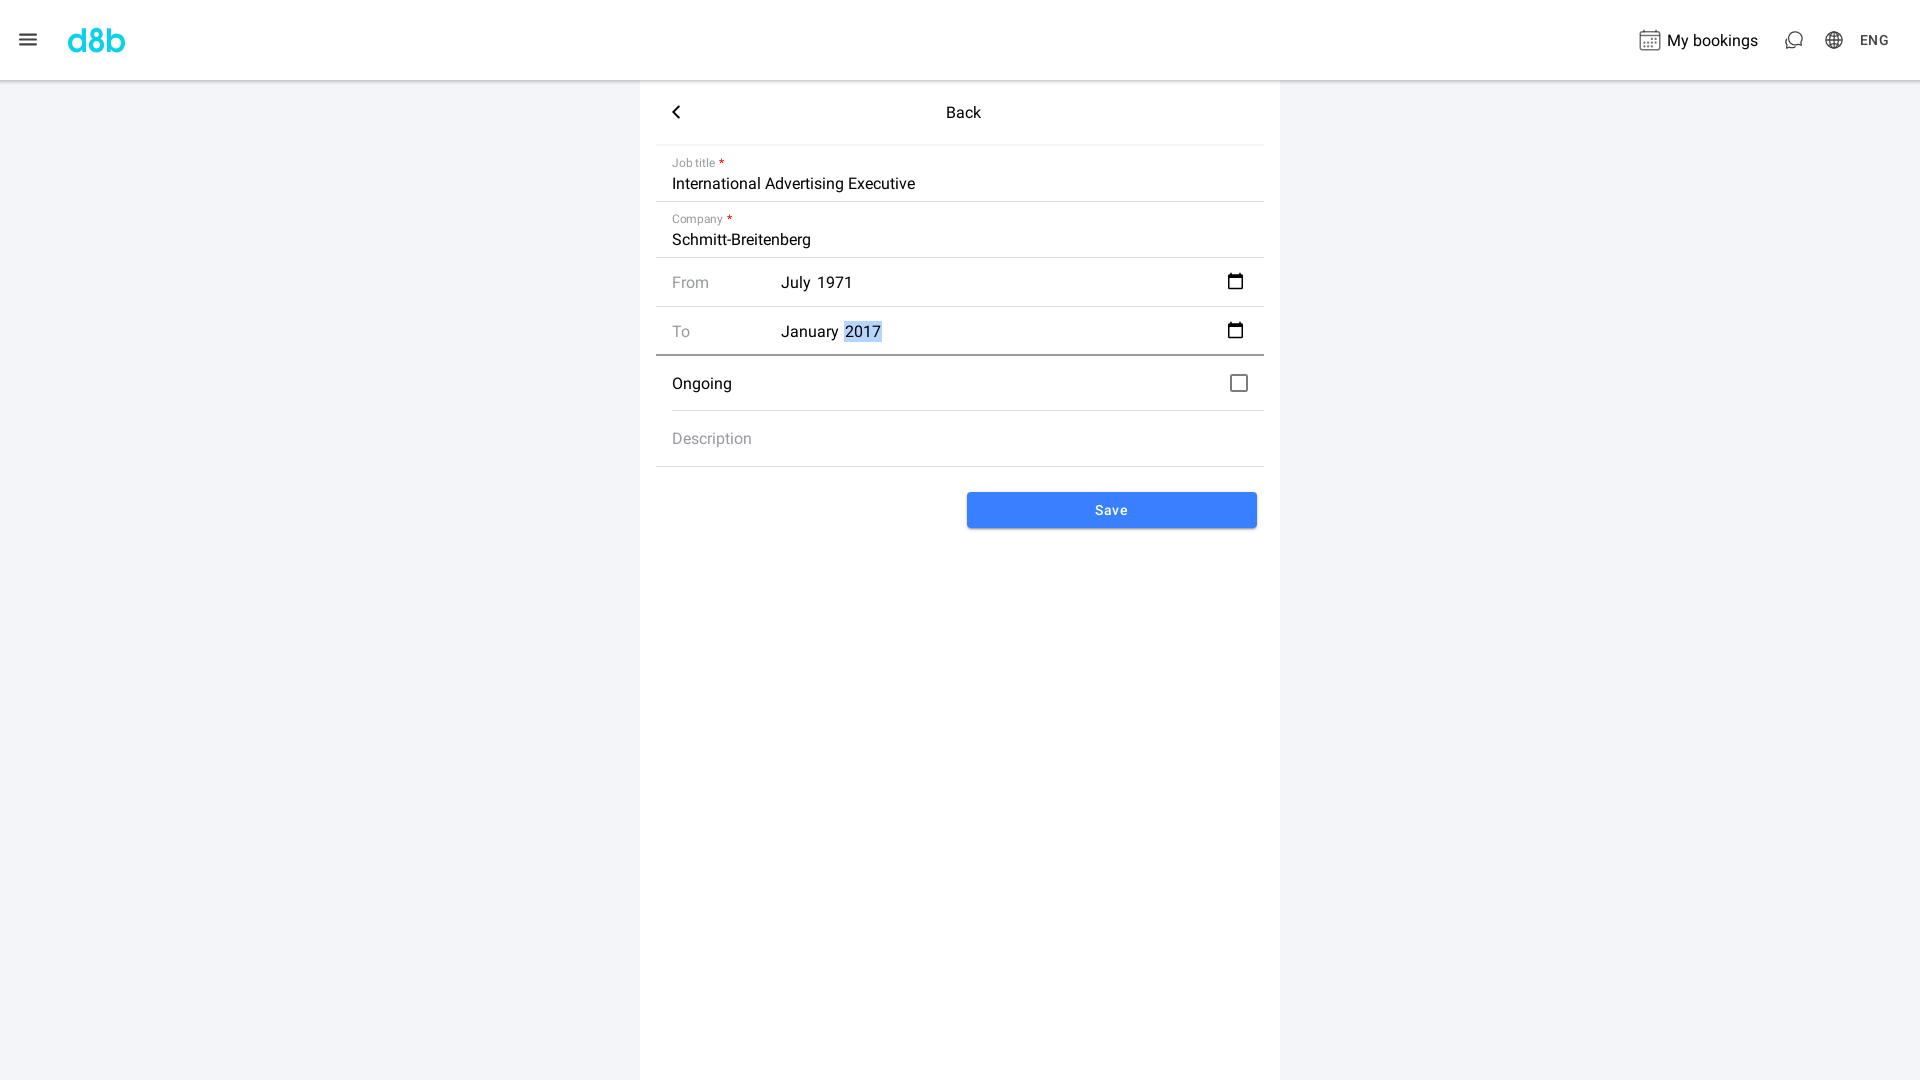 d8b
My bookings
ENG
Back
Job title *
International Advertising Executive
Company *
Schmitt-Breitenberg
From July 1971
To January 2017
Ongoing
Description
Save